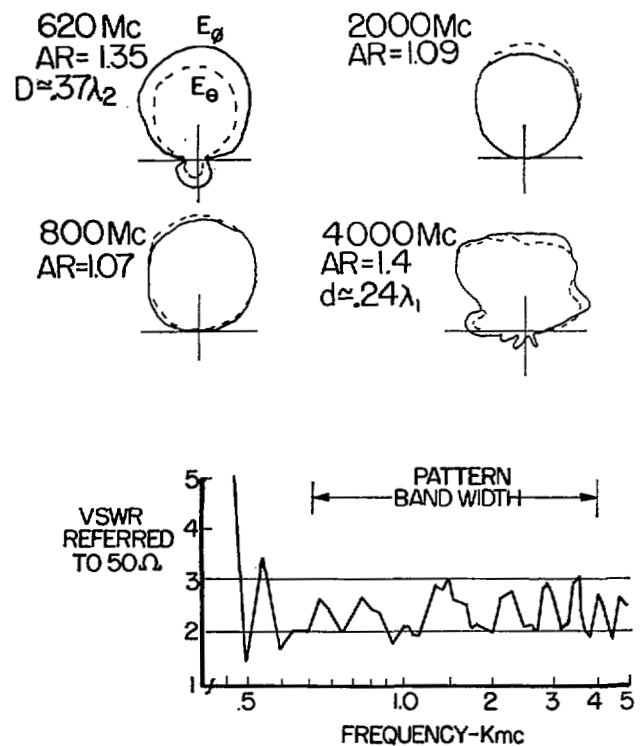 620 Mc
AR= 1.35
D≃.37λ₂
E_ø
E_θ
2000 Mc
AR=1.09
800 Mc
AR=1.07
4000 Mc
AR=1.4
d≃.24λ₁
PATTERN
BAND WIDTH
VSWR
REFERRED
TO 50Ω
5
4
3
2
1
.5
1.0
2
3
4
5
FREQUENCY-Kmc